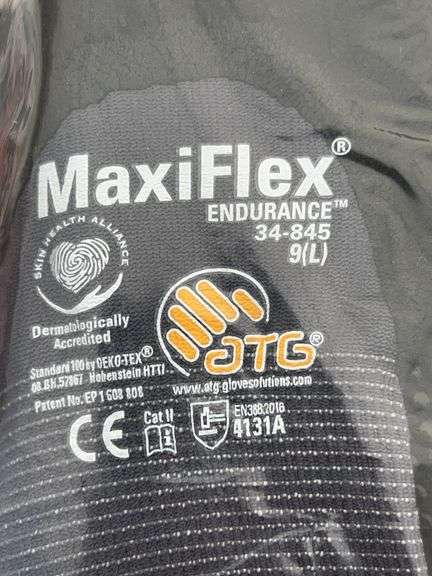 MaxiFlex®
ENDURANCE™
34-845
9(L)
SKIN HEALTH ALLIANCE
Dermatologically
Accredited
ATG®
Standard 100 by OEKO-TEX®
08.BH.57867 Hohenstein HTTI
www.atg-glovesolutions.com
Patent No. EP 1 608 808
CE
Cat II
i
EN388:2016
4131A